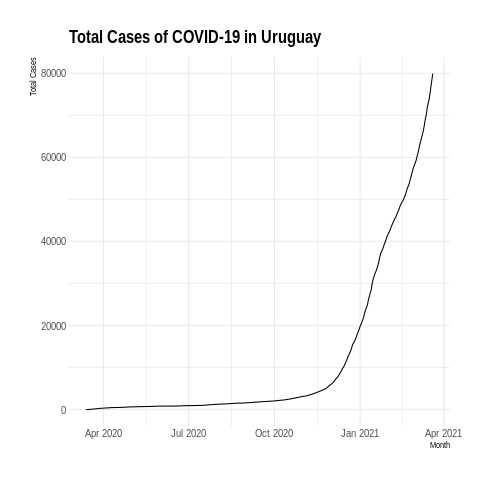 Total Cases of COVID-19 in Uruguay
Total Cases
80000
60000
40000
20000
0
Apr 2020 Jul 2020 Oct 2020 Jan 2021 Apr 2021
Month